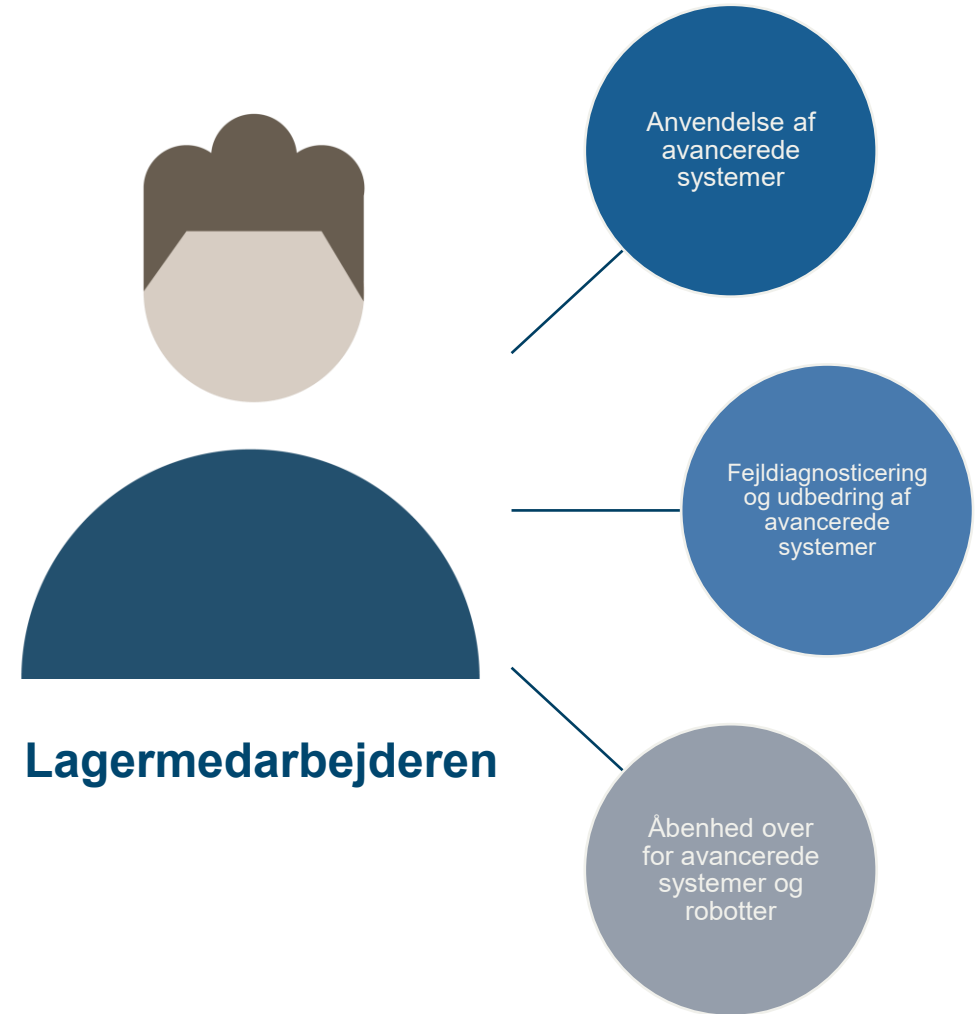 Anvendelse af
avancerede
systemer
Fejldiagnosticering
og udbedring af
avancerede
systemer
Lagermedarbejderen
Åbenhed over
for avancerede
systemer og
robotter